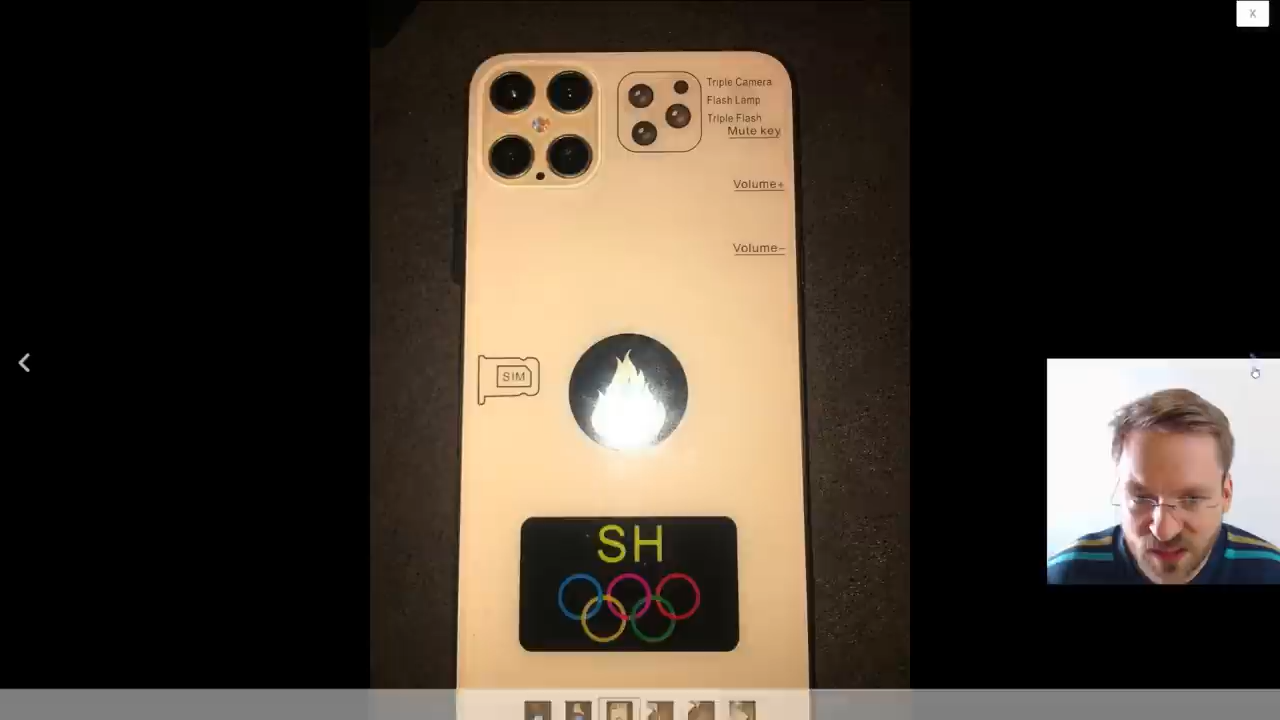 x
Triple Camera
Flash Lamp
Triple Flash
Mute key
Volume+
Volume–
SIM
SH